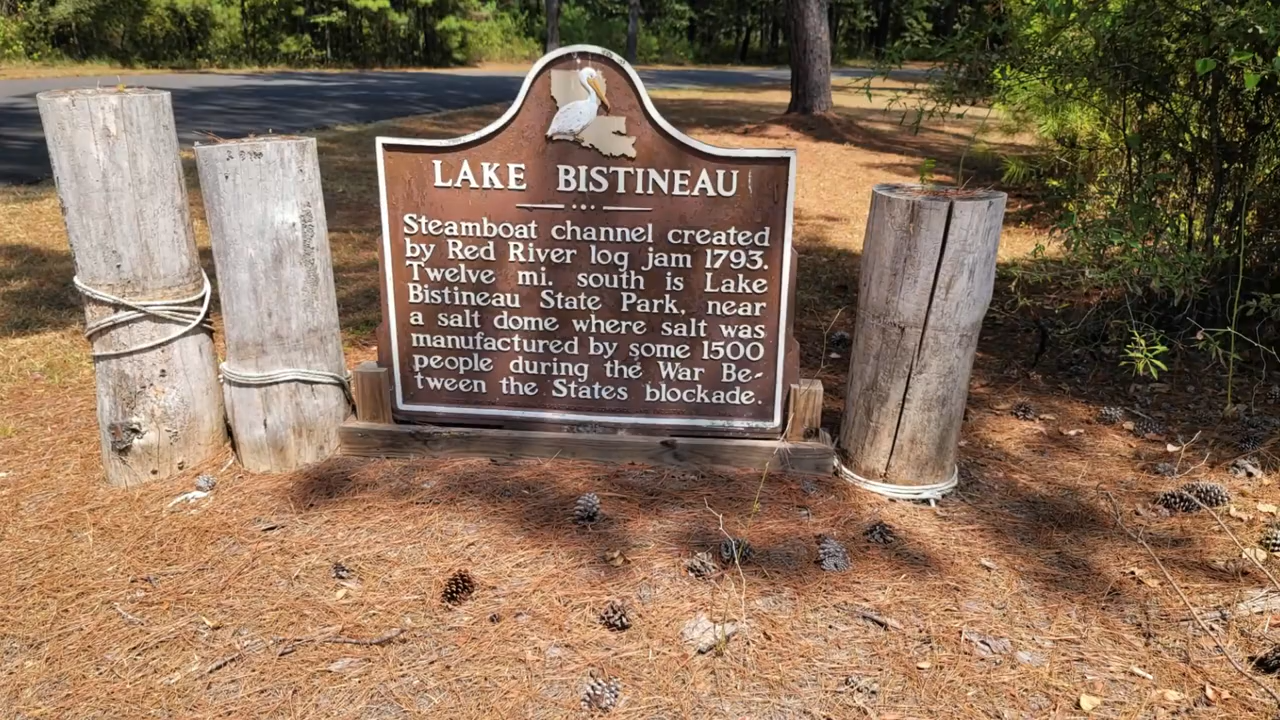 LAKE BISTINEAU
Steamboat channel created
by Red River log jam 1793.
Twelve mi. south is Lake
Bistineau State Park, near
a salt dome where salt was
manufactured by some 1500
people during the War Be-
tween the States blockade.